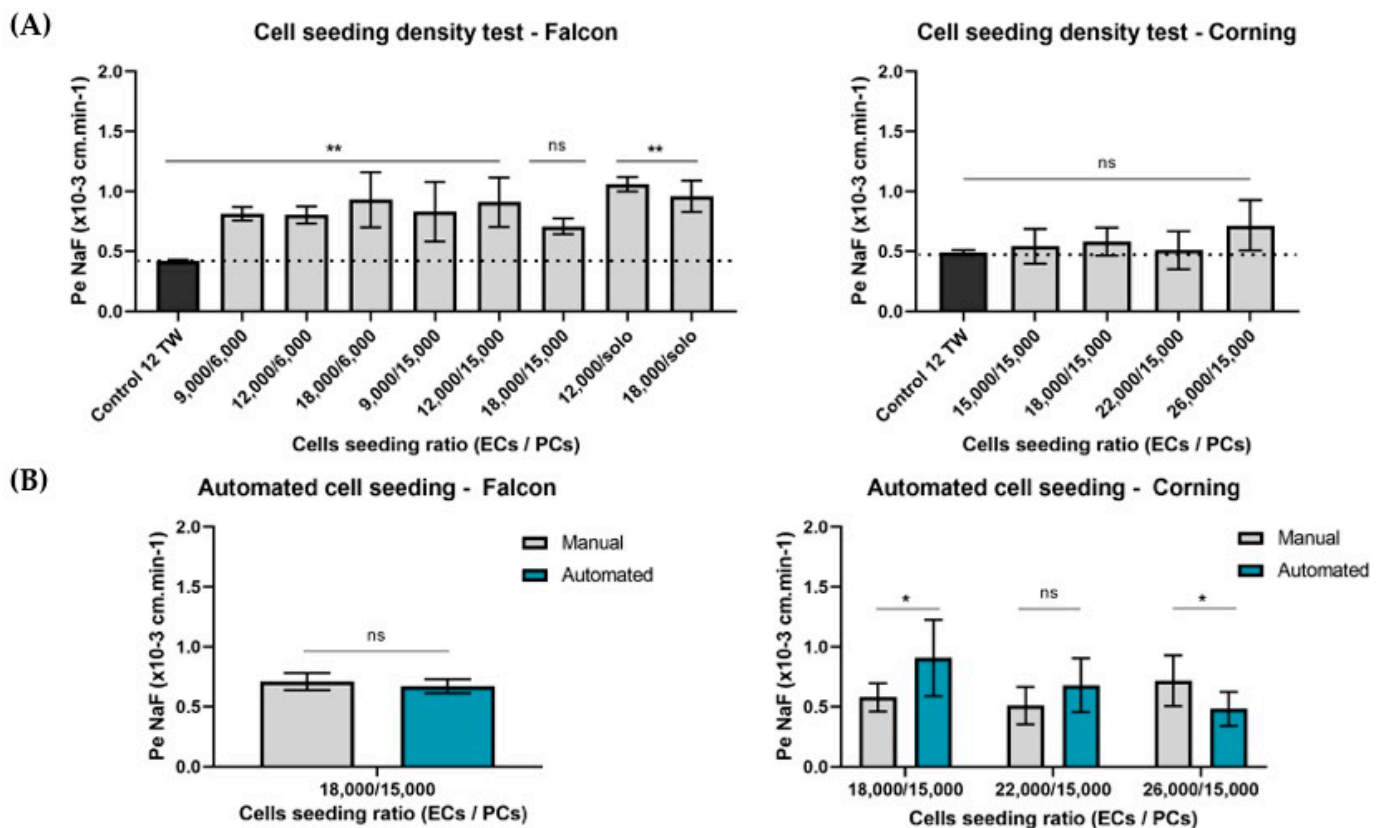 (A)
Cell seeding density test - Falcon
Pe NaF (x10-3 cm.min-1)
2.0
1.5
1.0
0.5
0.0
**
ns
**
Control 12 TW
9,000/6,000
12,000/6,000
18,000/6,000
9,000/15,000
12,000/15,000
18,000/15,000
12,000/solo
18,000/solo
Cells seeding ratio (ECs / PCs)
Cell seeding density test - Corning
Pe NaF (x10-3 cm.min-1)
2.0
1.5
1.0
0.5
0.0
ns
Control 12 TW
15,000/15,000
18,000/15,000
22,000/15,000
26,000/15,000
Cells seeding ratio (ECs / PCs)
(B)
Automated cell seeding - Falcon
Pe NaF (x10-3 cm.min-1)
2.0
1.5
1.0
0.5
0.0
Manual
Automated
ns
18,000/15,000
Cells seeding ratio (ECs / PCs)
Automated cell seeding - Corning
Pe NaF (x10-3 cm.min-1)
2.0
1.5
1.0
0.5
0.0
Manual
Automated
*
ns
*
18,000/15,000
22,000/15,000
26,000/15,000
Cells seeding ratio (ECs / PCs)